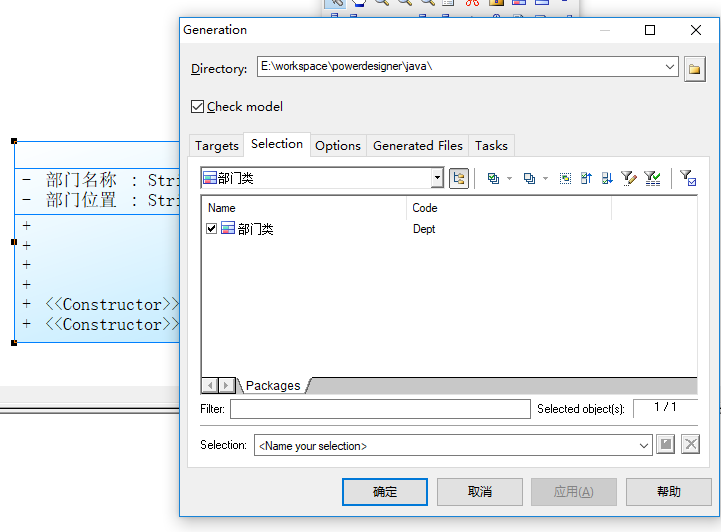 Generation
Directory: E:\workspace\powerdesigner\java\
Check model
Targets Selection Options Generated Files Tasks
部门类
Name Code
部门类 Dept
Packages
Filter: Selected object(s): 1 / 1
Selection: <Name your selection>
确定 取消 应用(A) 帮助
- 部门名称 : Stri
- 部门位置 : Stri
+
+
+
+
+ <<Constructor>>
+ <<Constructor>>